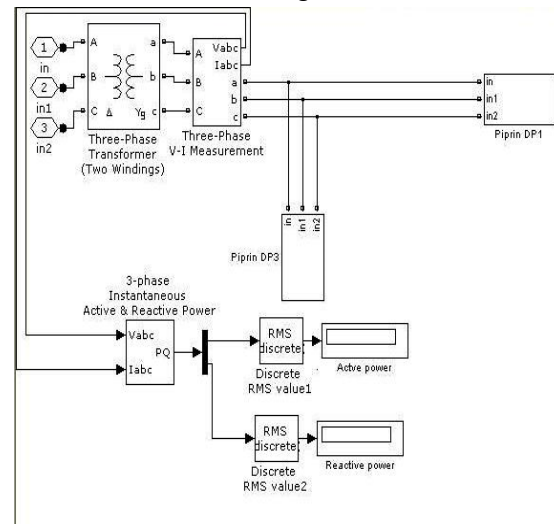 1
in
2
in1
3
in2
A
B
C
a
b
c
Δ
Yg
Three-Phase
Transformer
(Two Windings)
A
B
C
Vabc
Iabc
a
b
c
Three-Phase
V-I Measurement
in
in1
in2
Piprin DP1
in
in1
in2
Piprin DP3
3-phase
Instantaneous
Active & Reactive Power
Vabc
Iabc
PQ
RMS
discrete
Discrete
RMS value1
Actve power
RMS
discrete
Discrete
RMS value2
Reactive power